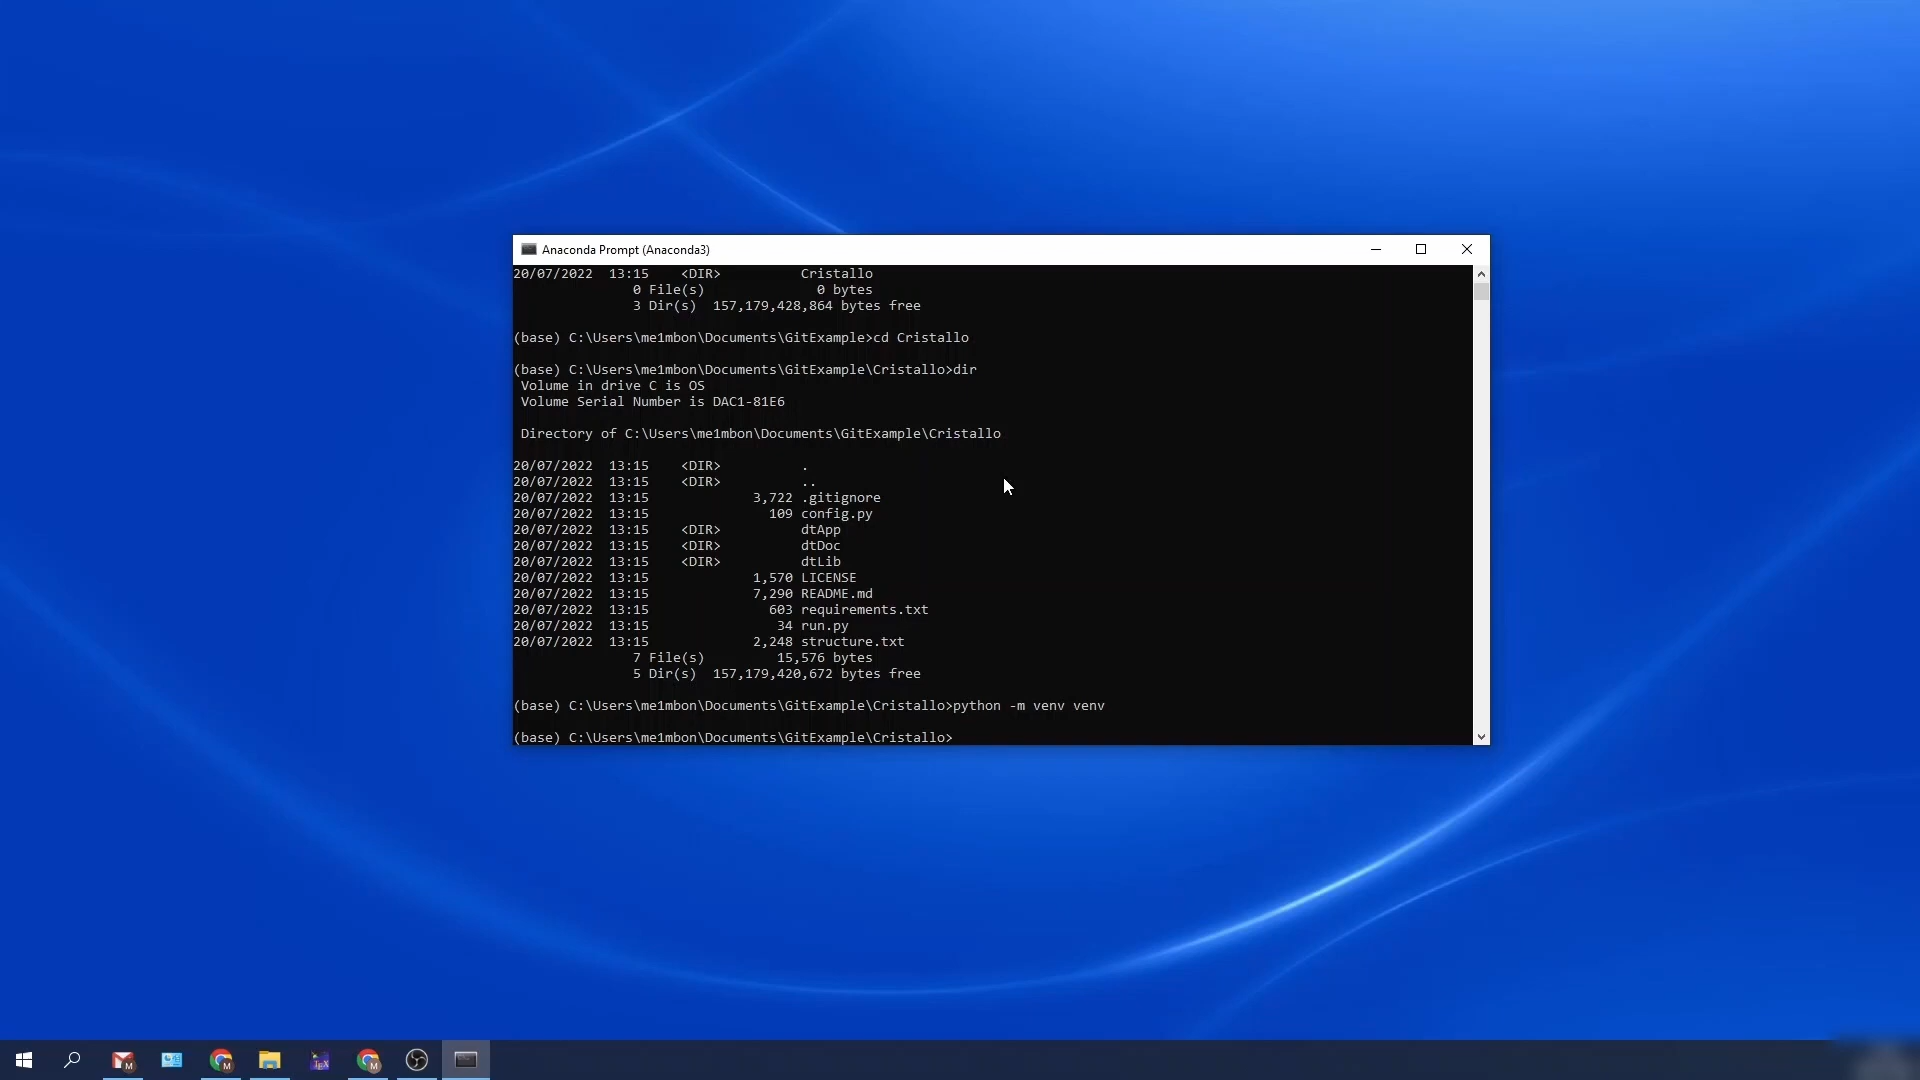 Anaconda Prompt (Anaconda3)
20/07/2022  13:15    <DIR>          Cristallo
               0 File(s)              0 bytes
               3 Dir(s)  157,179,428,864 bytes free
(base) C:\Users\me1mbon\Documents\GitExample>cd Cristallo
(base) C:\Users\me1mbon\Documents\GitExample\Cristallo>dir
 Volume in drive C is OS
 Volume Serial Number is DAC1-81E6
 Directory of C:\Users\me1mbon\Documents\GitExample\Cristallo
20/07/2022  13:15    <DIR>          .
20/07/2022  13:15    <DIR>          ..
20/07/2022  13:15             3,722 .gitignore
20/07/2022  13:15               109 config.py
20/07/2022  13:15    <DIR>          dtApp
20/07/2022  13:15    <DIR>          dtDoc
20/07/2022  13:15    <DIR>          dtLib
20/07/2022  13:15             1,570 LICENSE
20/07/2022  13:15             7,290 README.md
20/07/2022  13:15               603 requirements.txt
20/07/2022  13:15                34 run.py
20/07/2022  13:15             2,248 structure.txt
               7 File(s)         15,576 bytes
               5 Dir(s)  157,179,420,672 bytes free
(base) C:\Users\me1mbon\Documents\GitExample\Cristallo>python -m venv venv
(base) C:\Users\me1mbon\Documents\GitExample\Cristallo>
M M TEX M